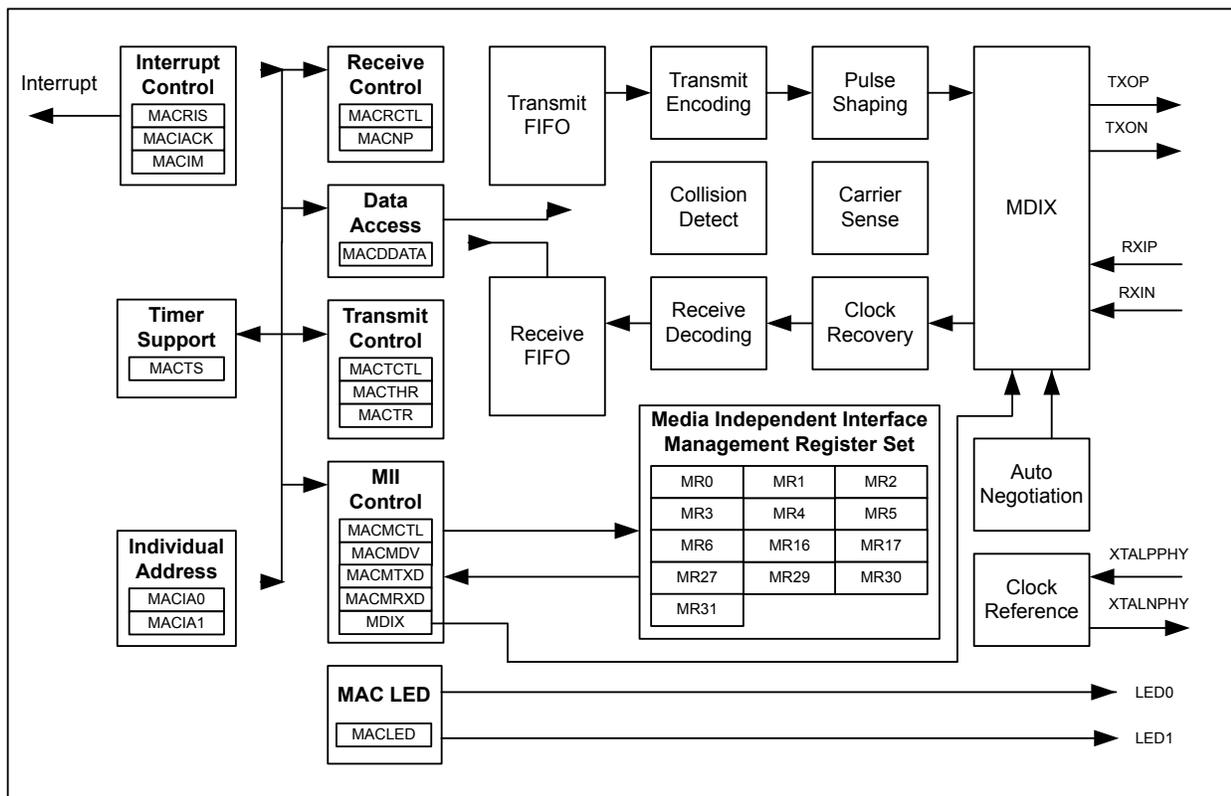 Interrupt
Interrupt
Control
MACRIS
MACIACK
MACIM
Timer
Support
MACTS
Individual
Address
MACIA0
MACIA1
Receive
Control
MACRCTL
MACNP
Data
Access
MACDDATA
Transmit
Control
MACTCTL
MACTHR
MACTR
MII
Control
MACMCTL
MACMDV
MACMTXD
MACMRXD
MDIX
MAC LED
MACLED
Transmit
FIFO
Transmit
Encoding
Pulse
Shaping
Collision
Detect
Carrier
Sense
Receive
FIFO
Receive
Decoding
Clock
Recovery
MDIX
TXOP
TXON
RXIP
RXIN
Media Independent Interface
Management Register Set
MR0 MR1 MR2
MR3 MR4 MR5
MR6 MR16 MR17
MR27 MR29 MR30
MR31
Auto
Negotiation
Clock
Reference
XTALPPHY
XTALNPHY
LED0
LED1